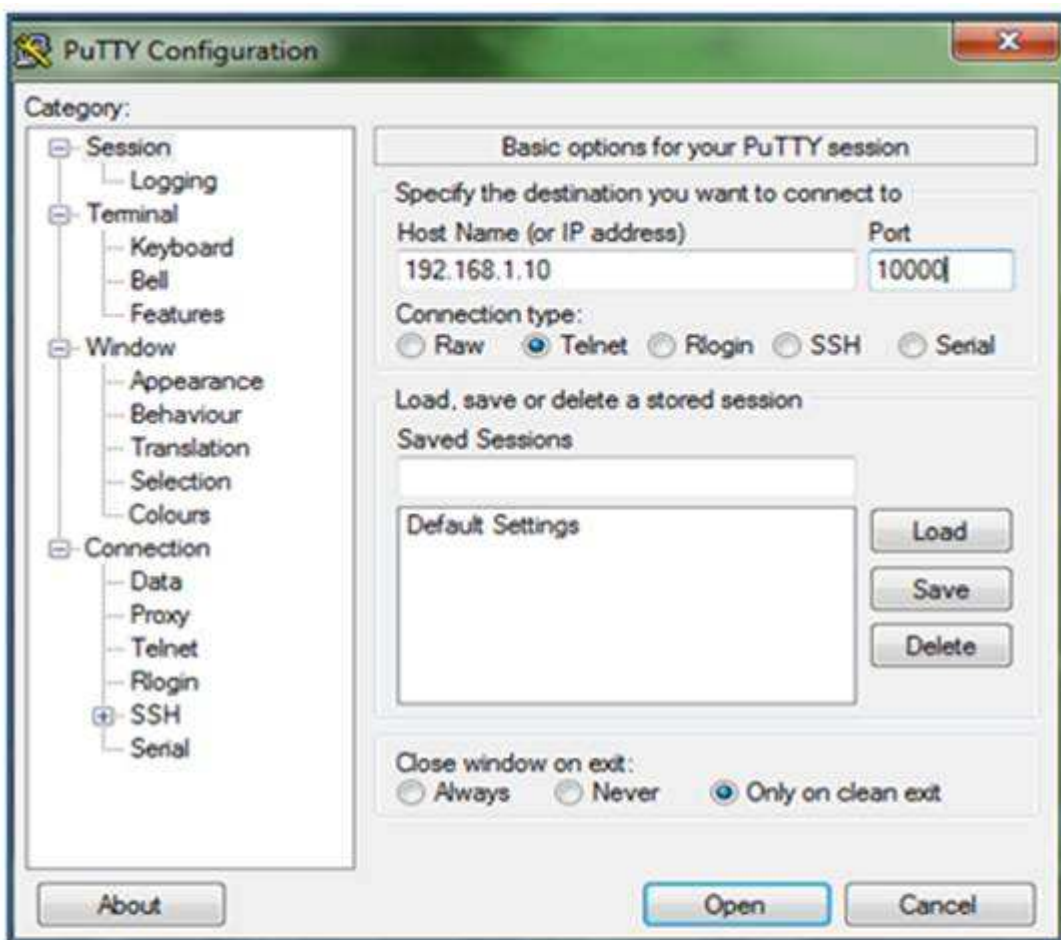 PuTTY Configuration
Category:
Session
Logging
Terminal
Keyboard
Bell
Features
Window
Appearance
Behaviour
Translation
Selection
Colours
Connection
Data
Proxy
Telnet
Rlogin
SSH
Serial
Basic options for your PuTTY session
Specify the destination you want to connect to
Host Name (or IP address) Port
192.168.1.10 10000
Connection type:
Raw Telnet Rlogin SSH Serial
Load, save or delete a stored session
Saved Sessions
Default Settings
Load
Save
Delete
Close window on exit:
Always Never Only on clean exit
About Open Cancel